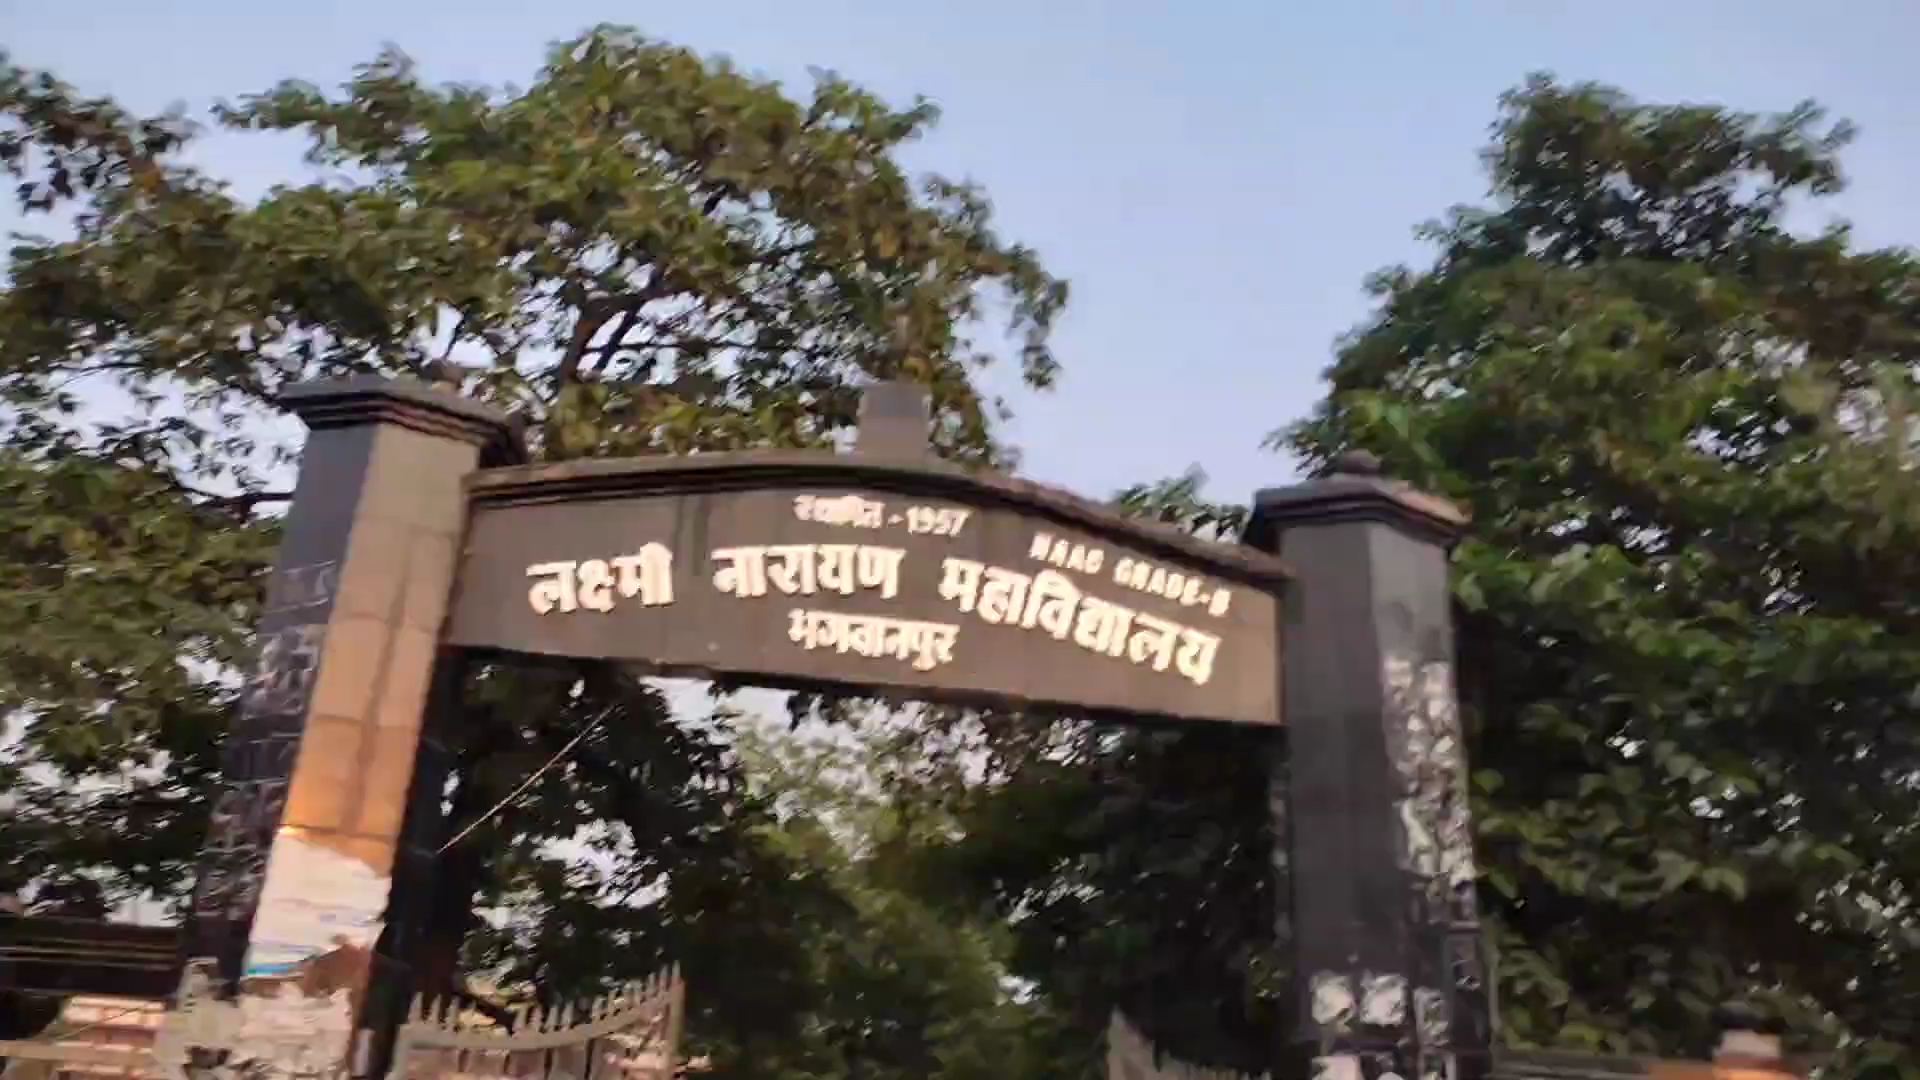 स्थापित - 1957
NAAC GRADE-B
लक्ष्मी नारायण महाविद्यालय
भगवानपुर